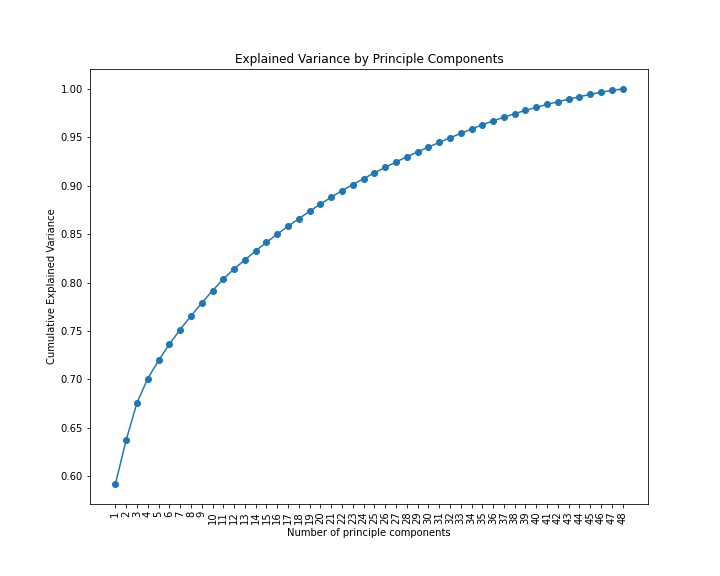 Explained Variance by Principle Components
Cumulative Explained Variance
1.00
0.95
0.90
0.85
0.80
0.75
0.70
0.65
0.60
1 2 3 4 5 6 7 8 9 10 11 12 13 14 15 16 17 18 19 20 21 22 23 24 25 26 27 28 29 30 31 32 33 34 35 36 37 38 39 40 41 42 43 44 45 46 47 48
Number of principle components